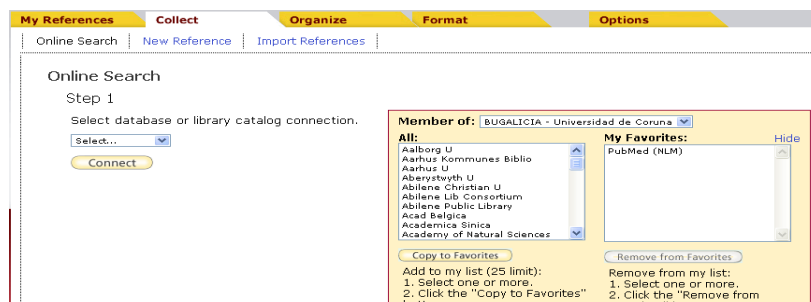 My References Collect Organize Format Options
Online Search New Reference Import References
Online Search
Step 1
Select database or library catalog connection.
Select...
Connect
Member of: BUGALICIA - Universidad de Coruna
All:
Aalborg U
Aarhus Kommunes Biblio
Aarhus U
Aberystwyth U
Abilene Christian U
Abilene Lib Consortium
Abilene Public Library
Acad Belgica
Academica Sinica
Academy of Natural Sciences
Copy to Favorites
Add to my list (25 limit):
1. Select one or more.
2. Click the "Copy to Favorites"
My Favorites: Hide
PubMed (NLM)
Remove from Favorites
Remove from my list:
1. Select one or more.
2. Click the "Remove from